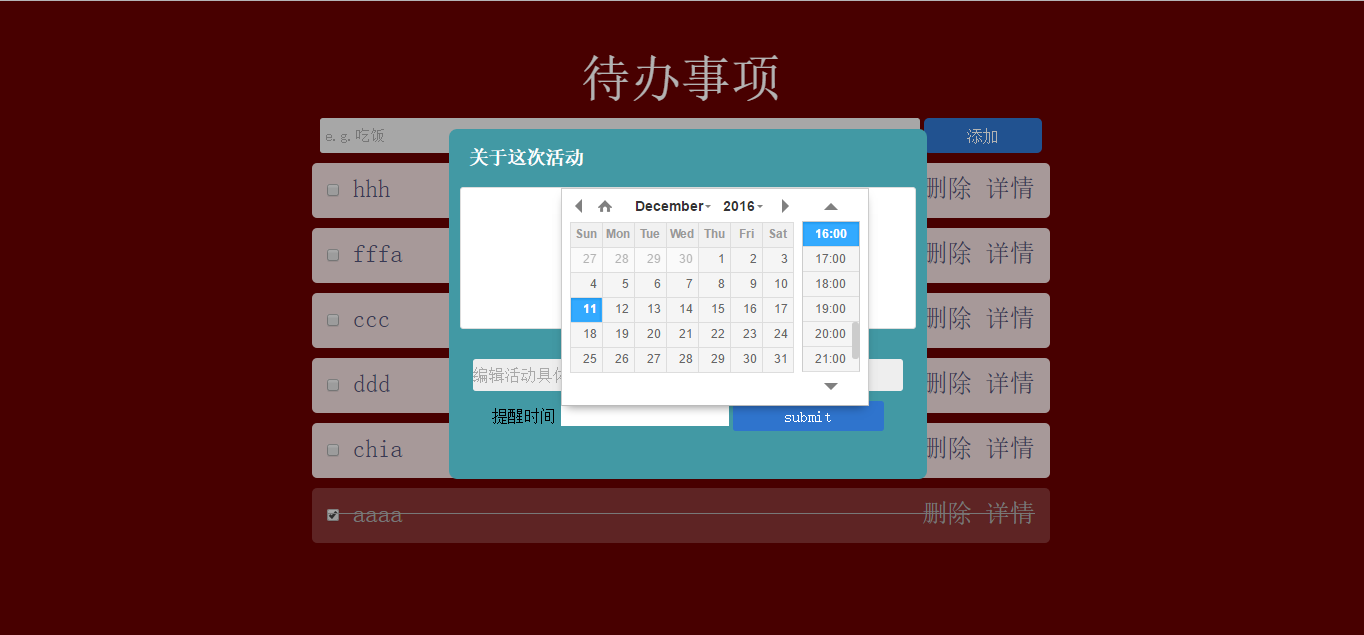 待办事项
e.g.吃饭
添加
关于这次活动
hhh
删除 详情
fffa
删除 详情
ccc
删除 详情
ddd
删除 详情
chia
删除 详情
aaaa
删除 详情
December 2016
Sun Mon Tue Wed Thu Fri Sat
27 28 29 30 1 2 3
4 5 6 7 8 9 10
11 12 13 14 15 16 17
18 19 20 21 22 23 24
25 26 27 28 29 30 31
16:00
17:00
18:00
19:00
20:00
21:00
编辑活动具体
提醒时间
submit